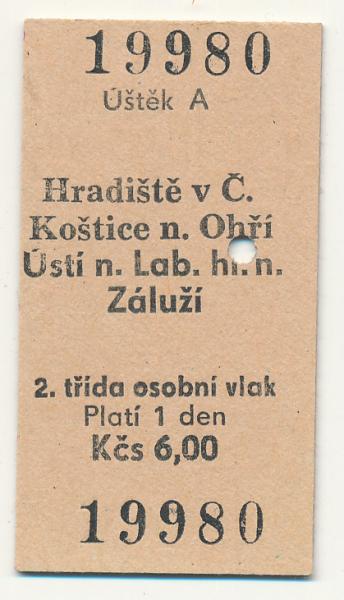 19980
Úštěk A
Hradiště v Č.
Koštice n. Ohří
Ústí n. Lab. hl. n.
Záluží
2. třída osobní vlak
Platí 1 den
Kčs 6,00
19980